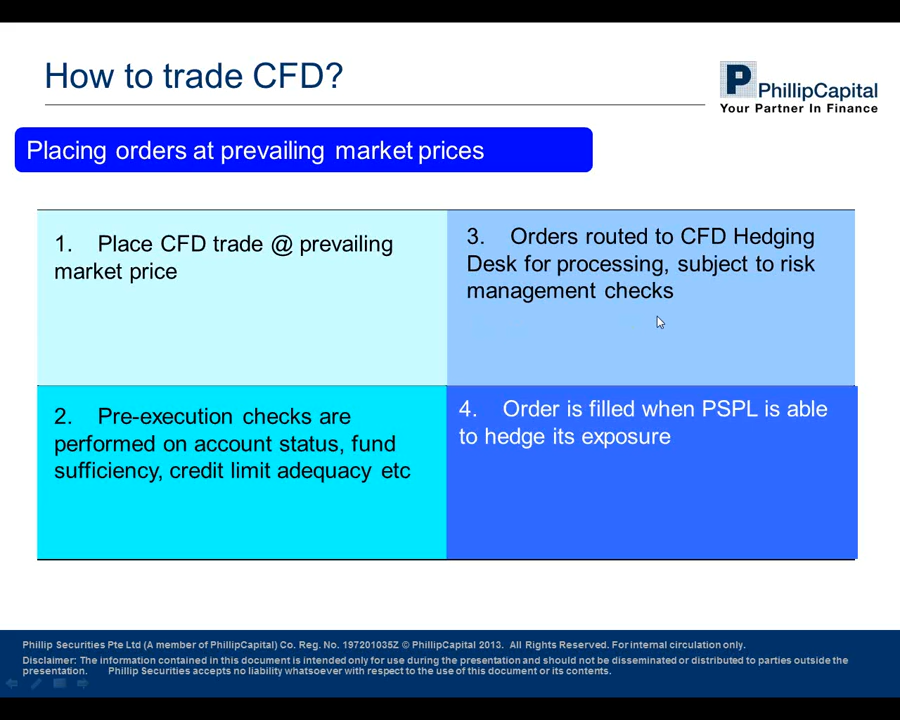 How to trade CFD?
P PhillipCapital
Your Partner In Finance
Placing orders at prevailing market prices
1. Place CFD trade @ prevailing
market price
2. Pre-execution checks are
performed on account status, fund
sufficiency, credit limit adequacy etc
3. Orders routed to CFD Hedging
Desk for processing, subject to risk
management checks
4. Order is filled when PSPL is able
to hedge its exposure
Phillip Securities Pte Ltd (A member of PhillipCapital) Co. Reg. No. 197201035Z © PhillipCapital 2013. All Rights Reserved. For internal circulation only.
Disclaimer: The information contained in this document is intended only for use during the presentation and should not be disseminated or distributed to parties outside the
presentation. Phillip Securities accepts no liability whatsoever with respect to the use of this document or its contents.